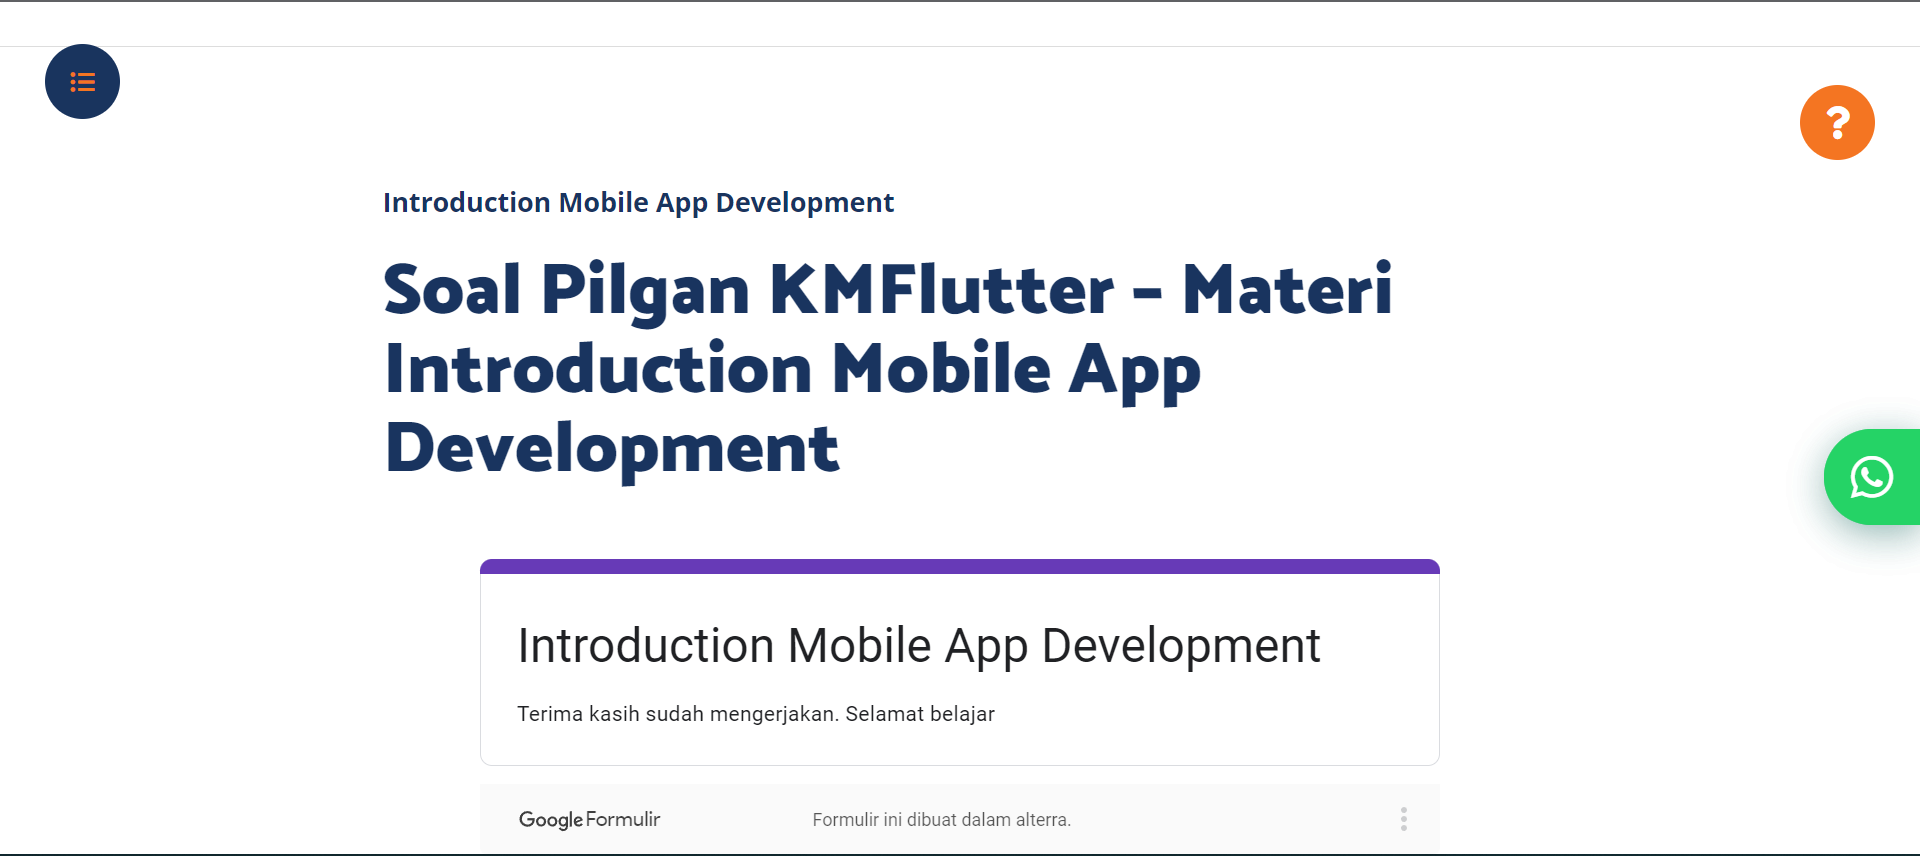 Introduction Mobile App Development
Soal Pilgan KMFlutter – Materi
Introduction Mobile App
Development
Introduction Mobile App Development
Terima kasih sudah mengerjakan. Selamat belajar
Google Formulir
Formulir ini dibuat dalam alterra.